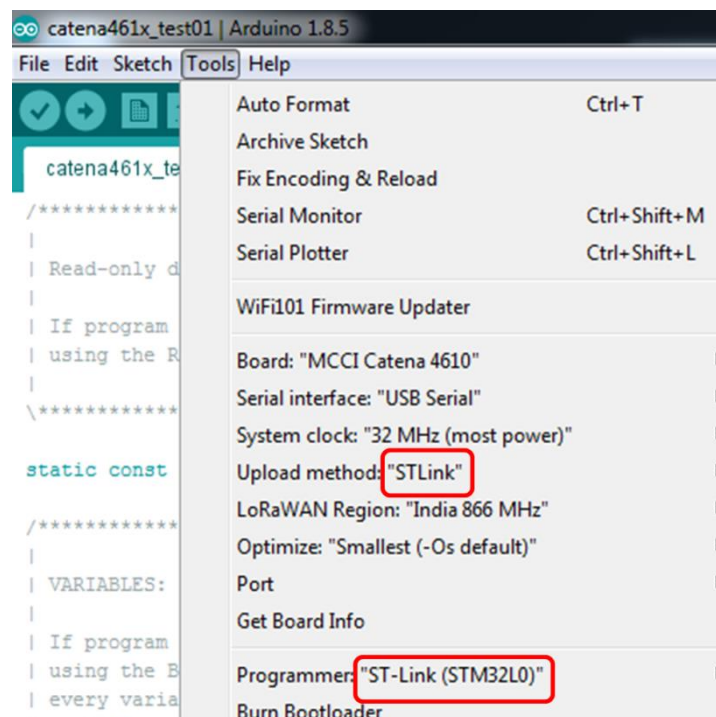 catena461x_test01 | Arduino 1.8.5
File Edit Sketch Tools Help
Auto Format Ctrl+T
Archive Sketch
catena461x_te
Fix Encoding & Reload
/*************
Serial Monitor Ctrl+Shift+M
|
Serial Plotter Ctrl+Shift+L
| Read-only d
|
WiFi101 Firmware Updater
| If program
| using the R
Board: "MCCI Catena 4610"
|
Serial interface: "USB Serial"
\*************
System clock: "32 MHz (most power)"
static const
Upload method: "STLink"
LoRaWAN Region: "India 866 MHz"
/*************
Optimize: "Smallest (-Os default)"
|
| VARIABLES:
Port
|
Get Board Info
| If program
| using the B
Programmer: "ST-Link (STM32L0)"
| every varia
Burn Bootloader